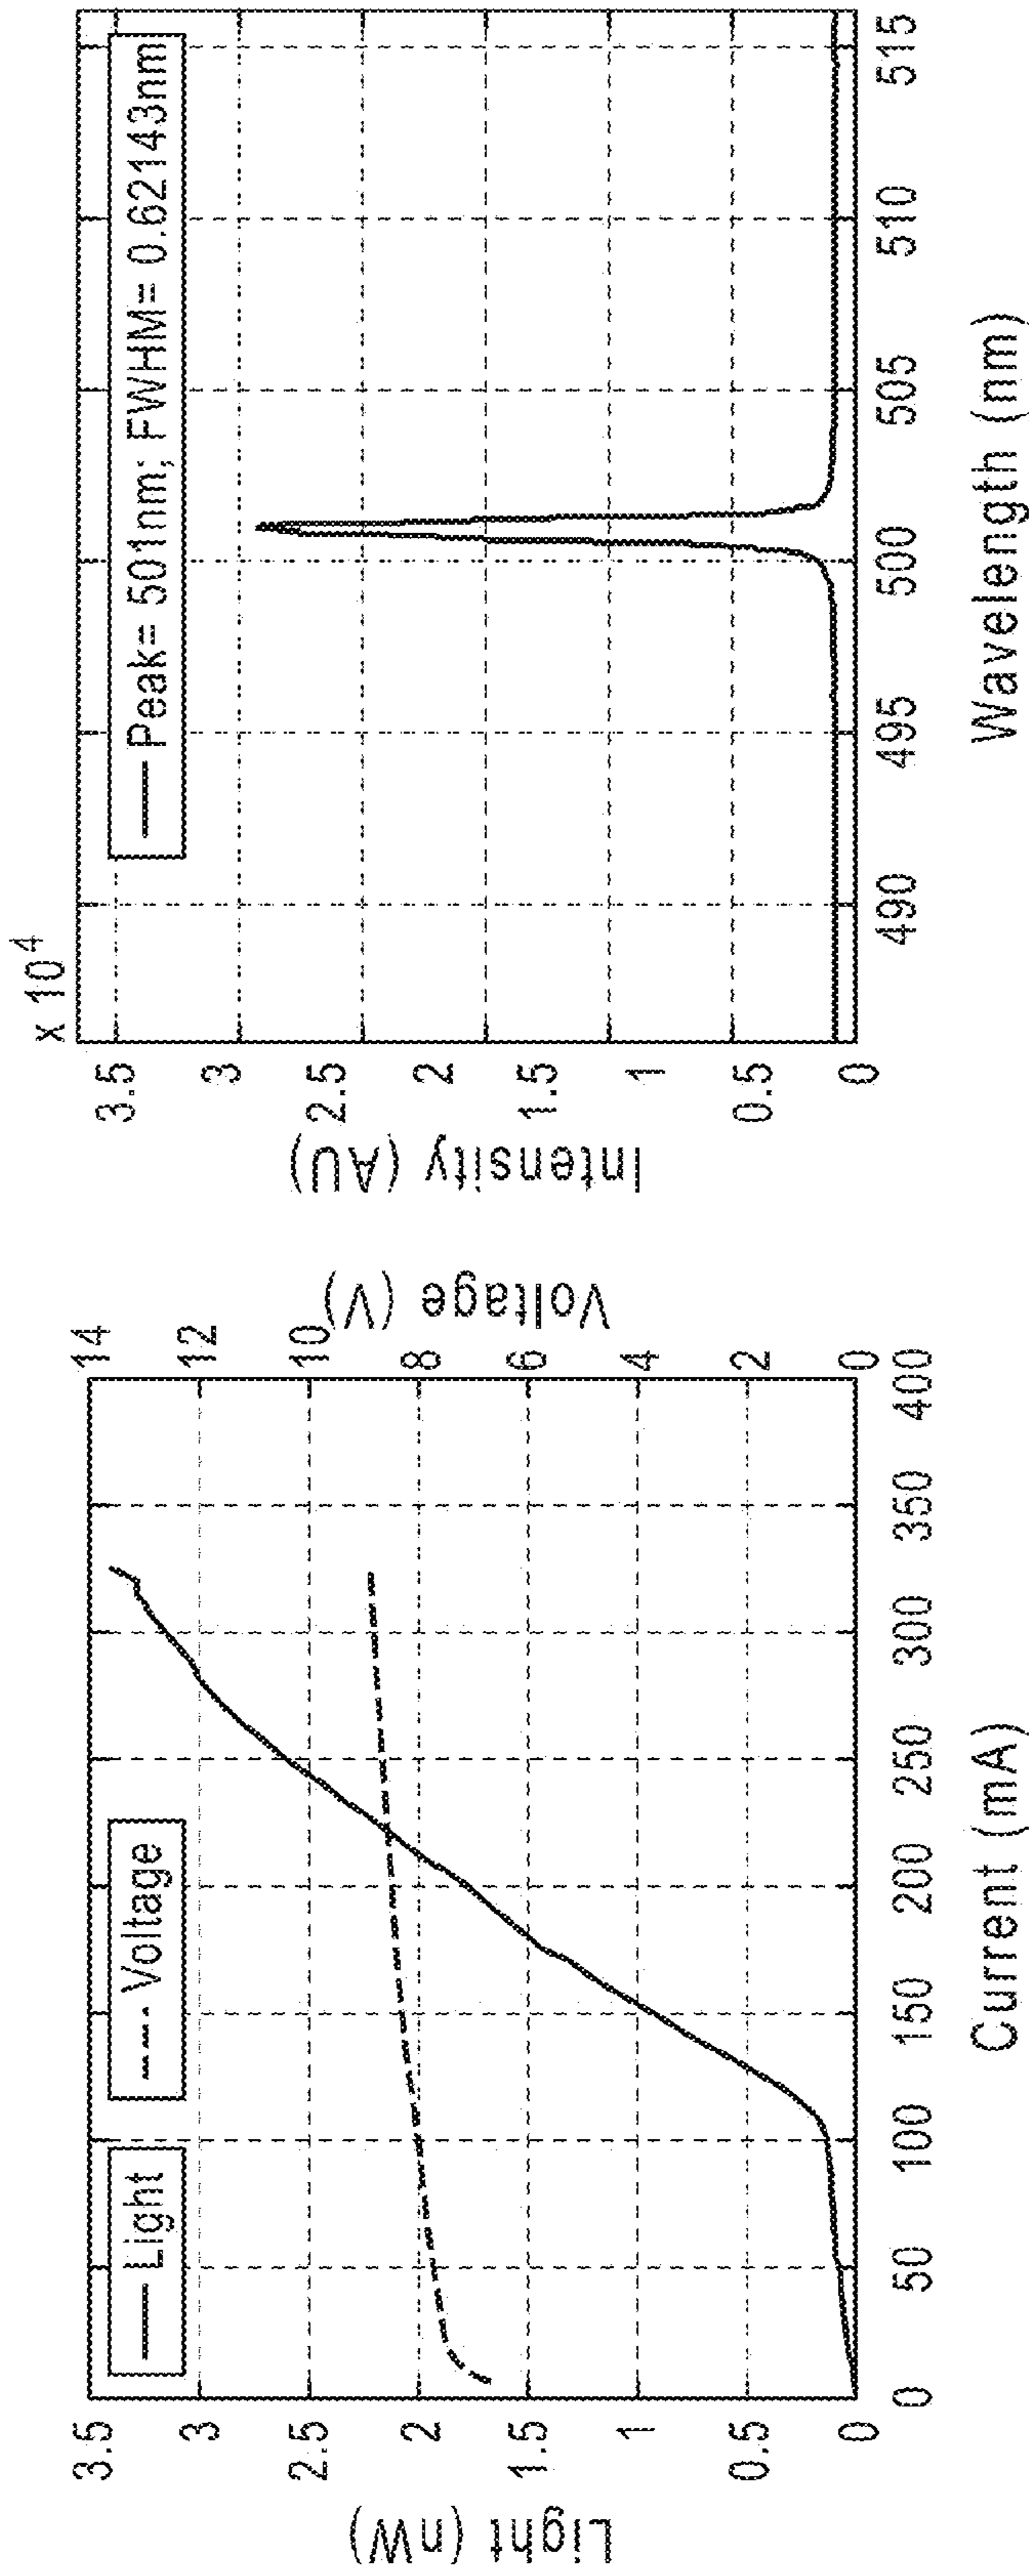 Light
Voltage
3.5
3
2.5
2
1.5
1
0.5
0
Light (nW)
14
12
10
8
6
4
2
0
Voltage (V)
0 50 100 150 200 250 300 350 400
Current (mA)
x 10⁴
Peak= 501nm; FWHM= 0.62143nm
3.5
3
2.5
2
1.5
1
0.5
0
Intensity (AU)
490 495 500 505 510 515
Wavelength (nm)